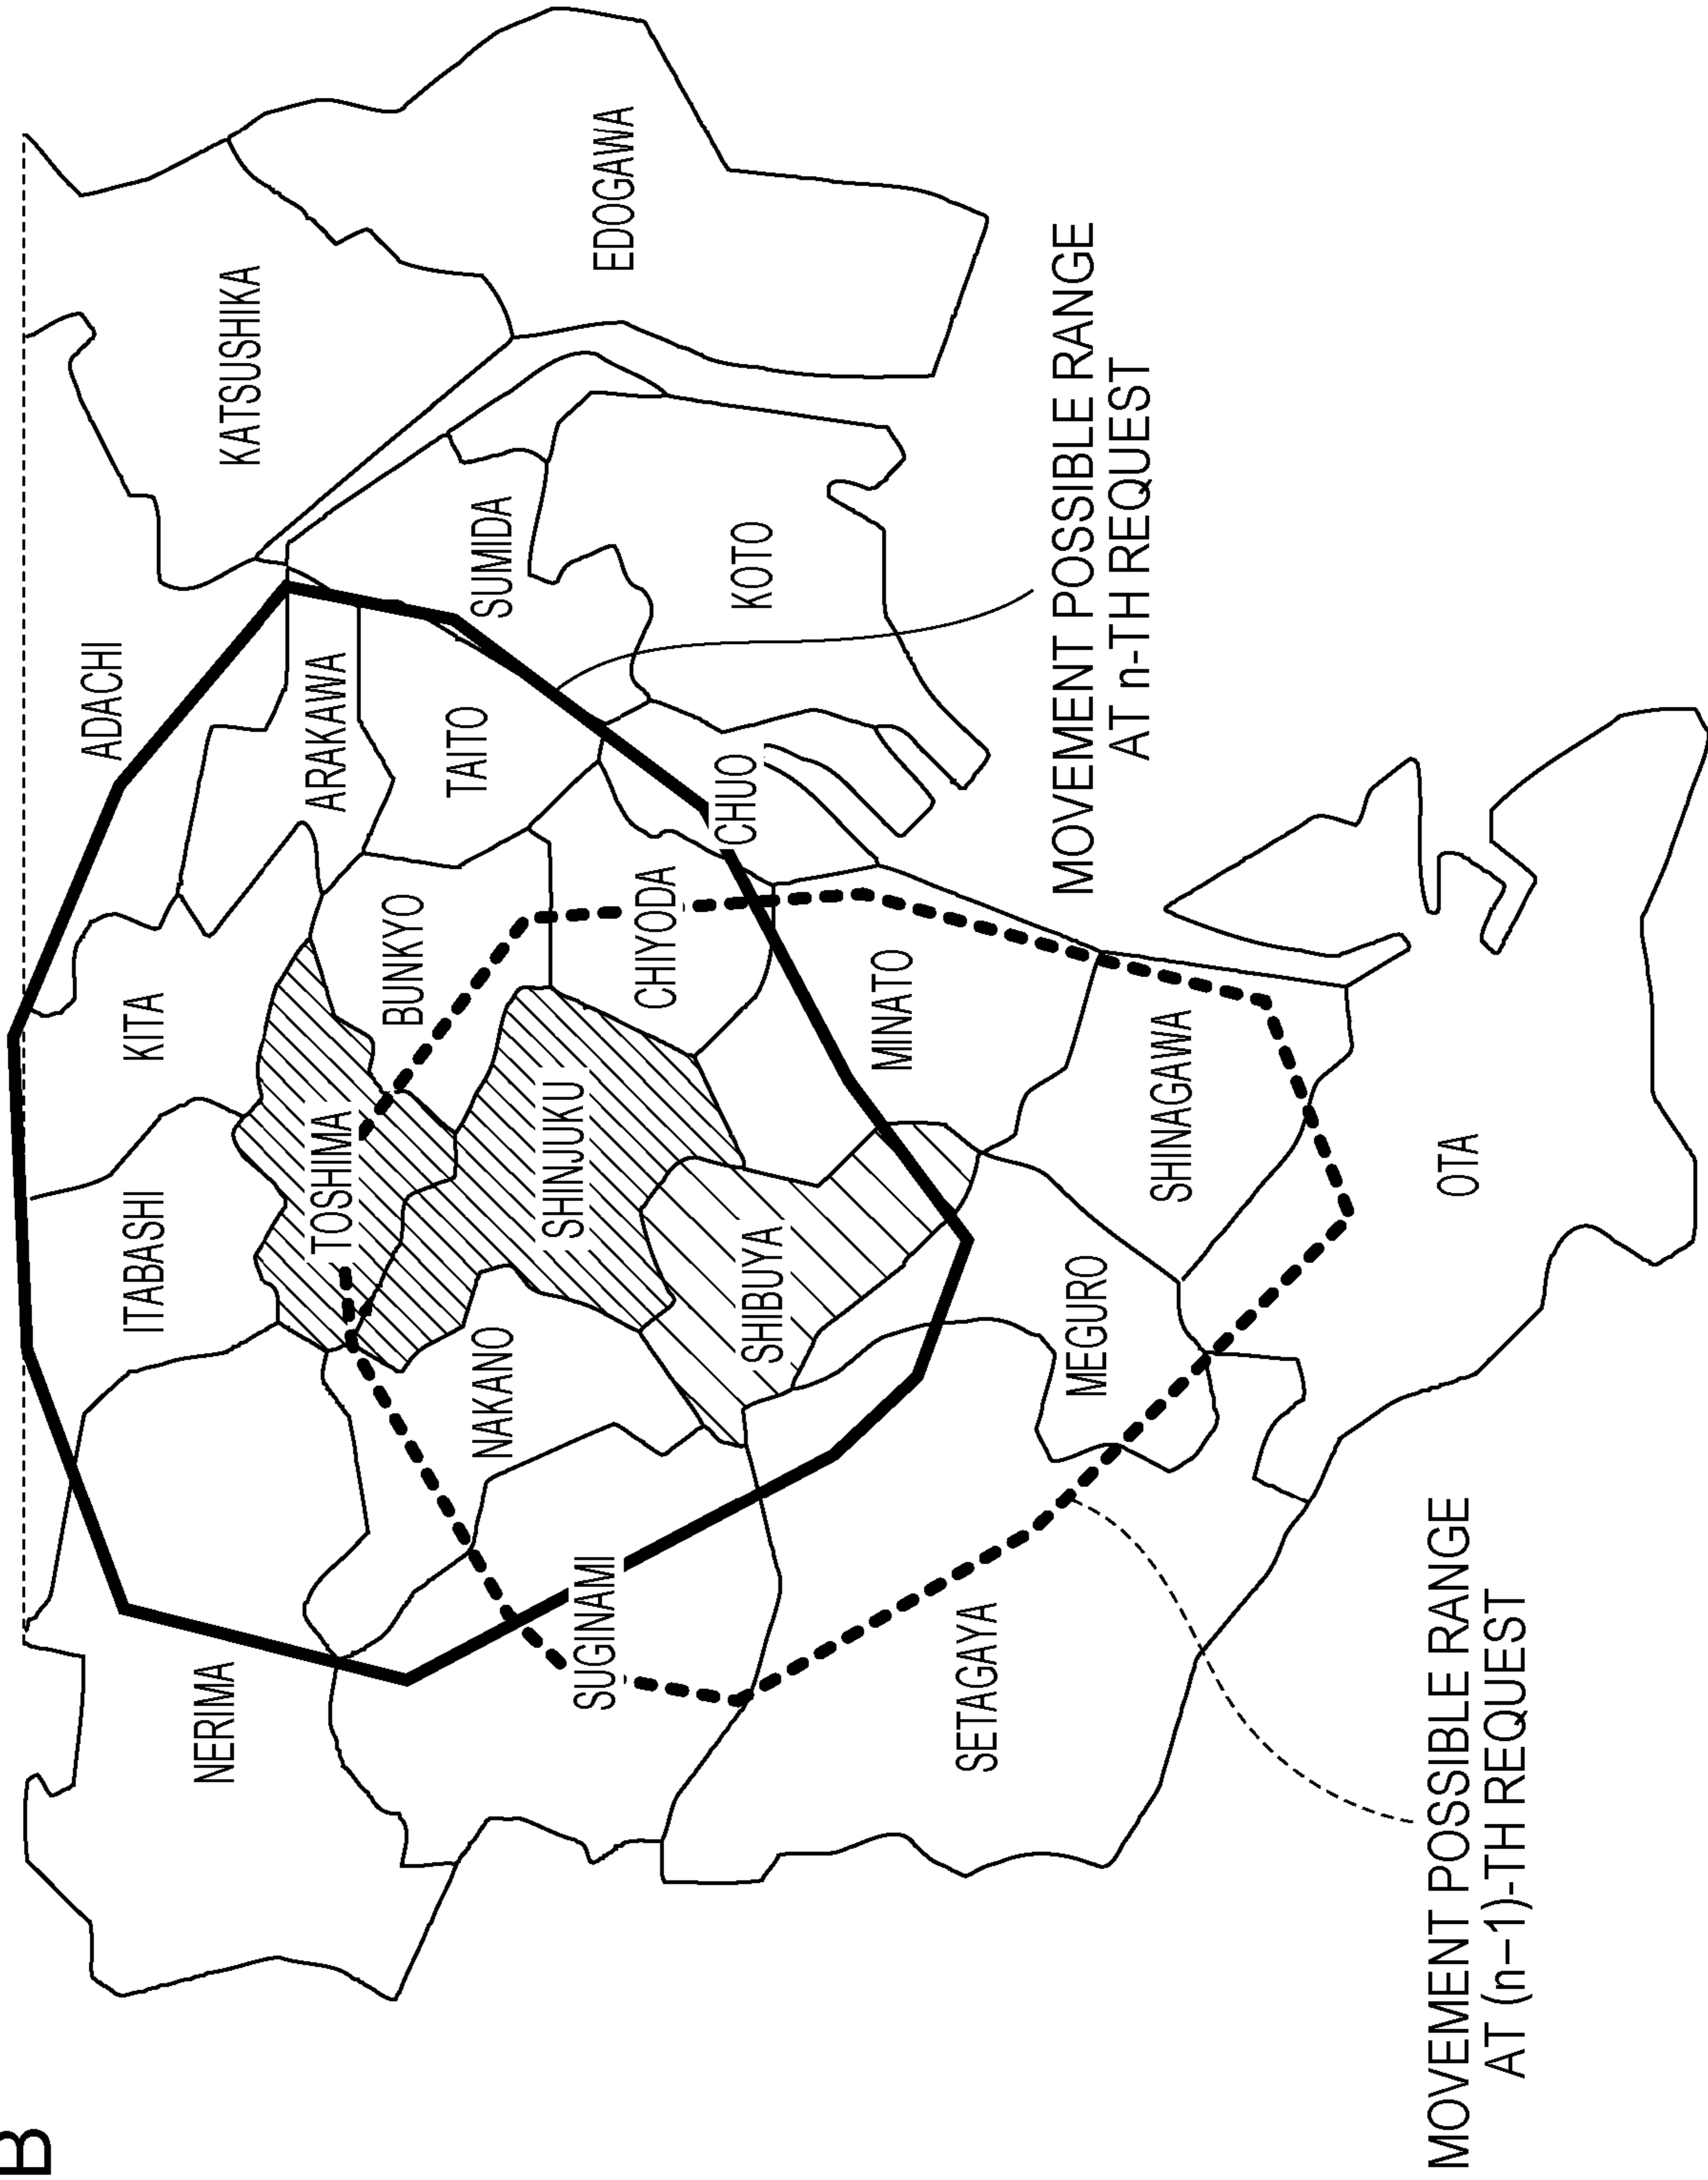 B
ADACHI
ITABASHI
KITA
NERIMA
KATSUSHIKA
TOSHIMA
ARAKAWA
BUNKYO
TAITO
NAKANO
SUMIDA
SHINJUKU
SUGINAMI
EDOGAWA
CHIYODA
CHUO
SHIBUYA
KOTO
MINATO
SETAGAYA
MEGURO
MOVEMENT POSSIBLE RANGE
AT n-TH REQUEST
SHINAGAWA
OTA
MOVEMENT POSSIBLE RANGE
AT (n–1)-TH REQUEST